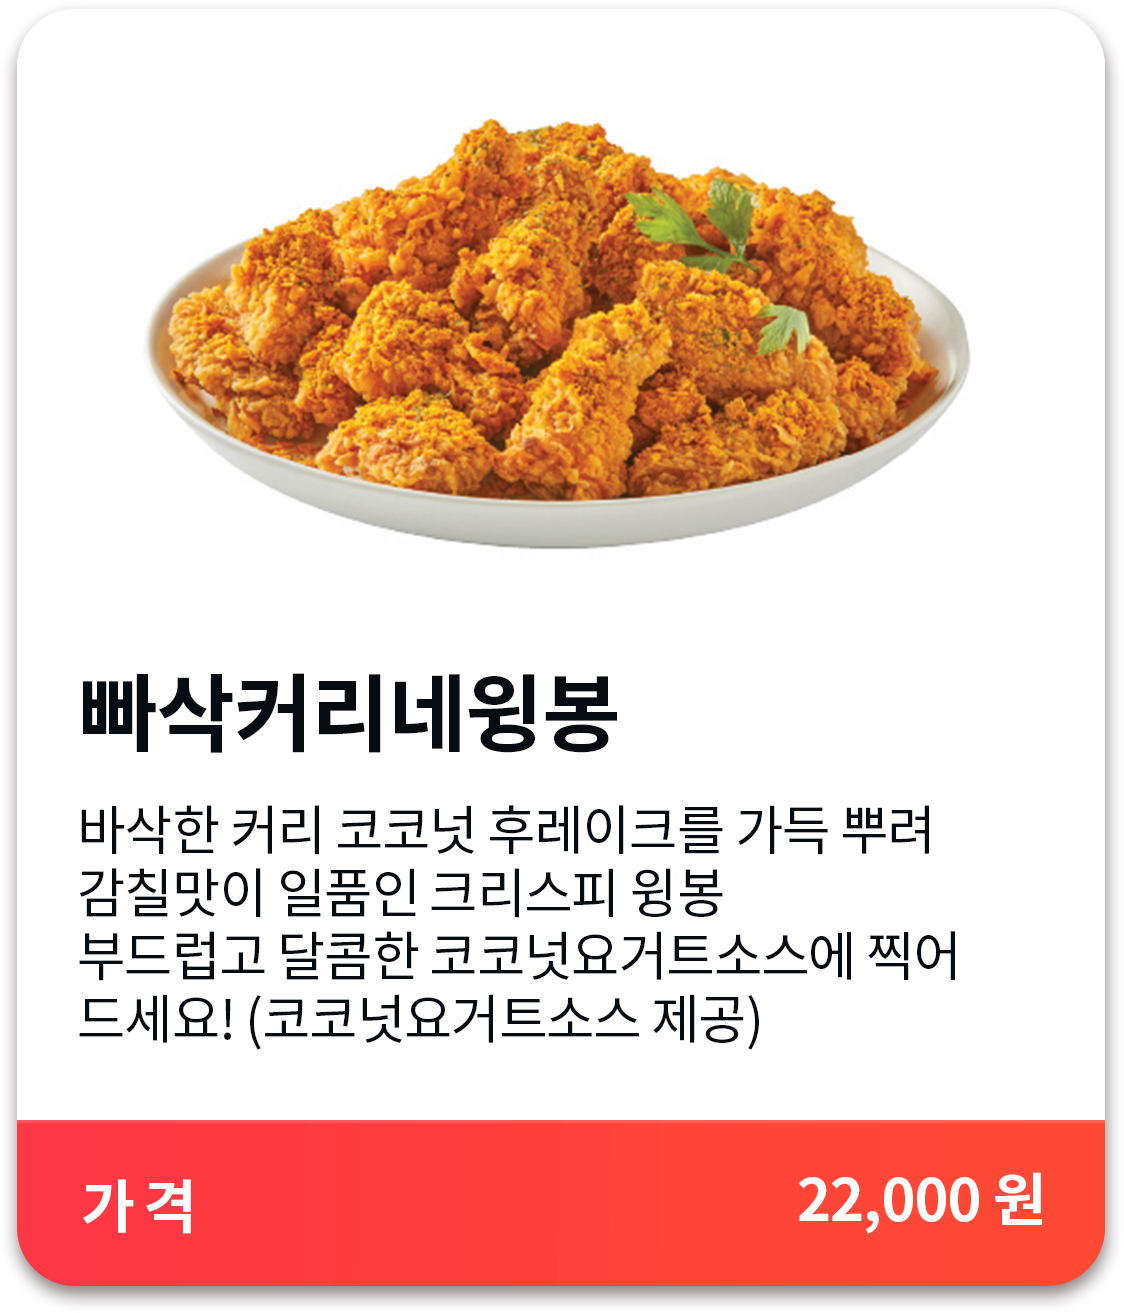 빠삭커리네윙봉
바삭한 커리 코코넛 후레이크를 가득 뿌려
감칠맛이 일품인 크리스피 윙봉
부드럽고 달콤한 코코넛요거트소스에 찍어
드세요! (코코넛요거트소스 제공)
가 격
22,000 원